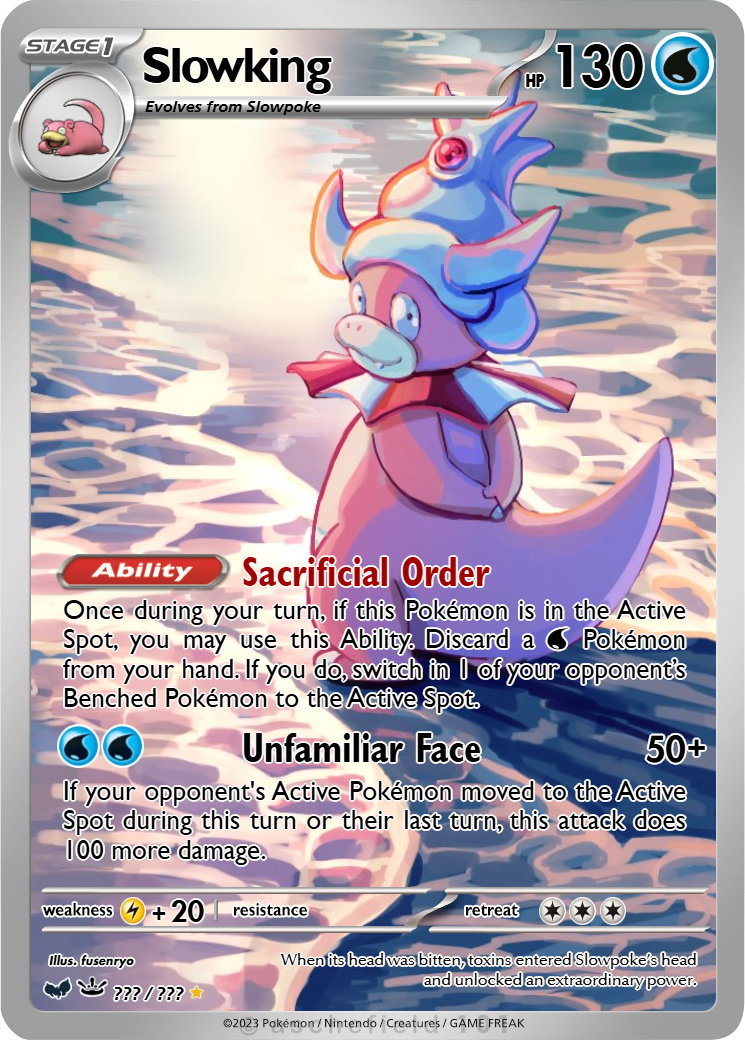 STAGE 1
Slowking
HP 130
Evolves from Slowpoke
Ability Sacrificial Order
Once during your turn, if this Pokémon is in the Active
Spot, you may use this Ability. Discard a Pokémon
from your hand. If you do, switch in 1 of your opponent's
Benched Pokémon to the Active Spot.
Unfamiliar Face 50+
If your opponent's Active Pokémon moved to the Active
Spot during this turn or their last turn, this attack does
100 more damage.
weakness + 20 resistance retreat
Illus. fusenryo
When its head was bitten, toxins entered Slowpoke's head
and unlocked an extraordinary power.
??? / ???
©2023 Pokémon / Nintendo / Creatures / GAME FREAK